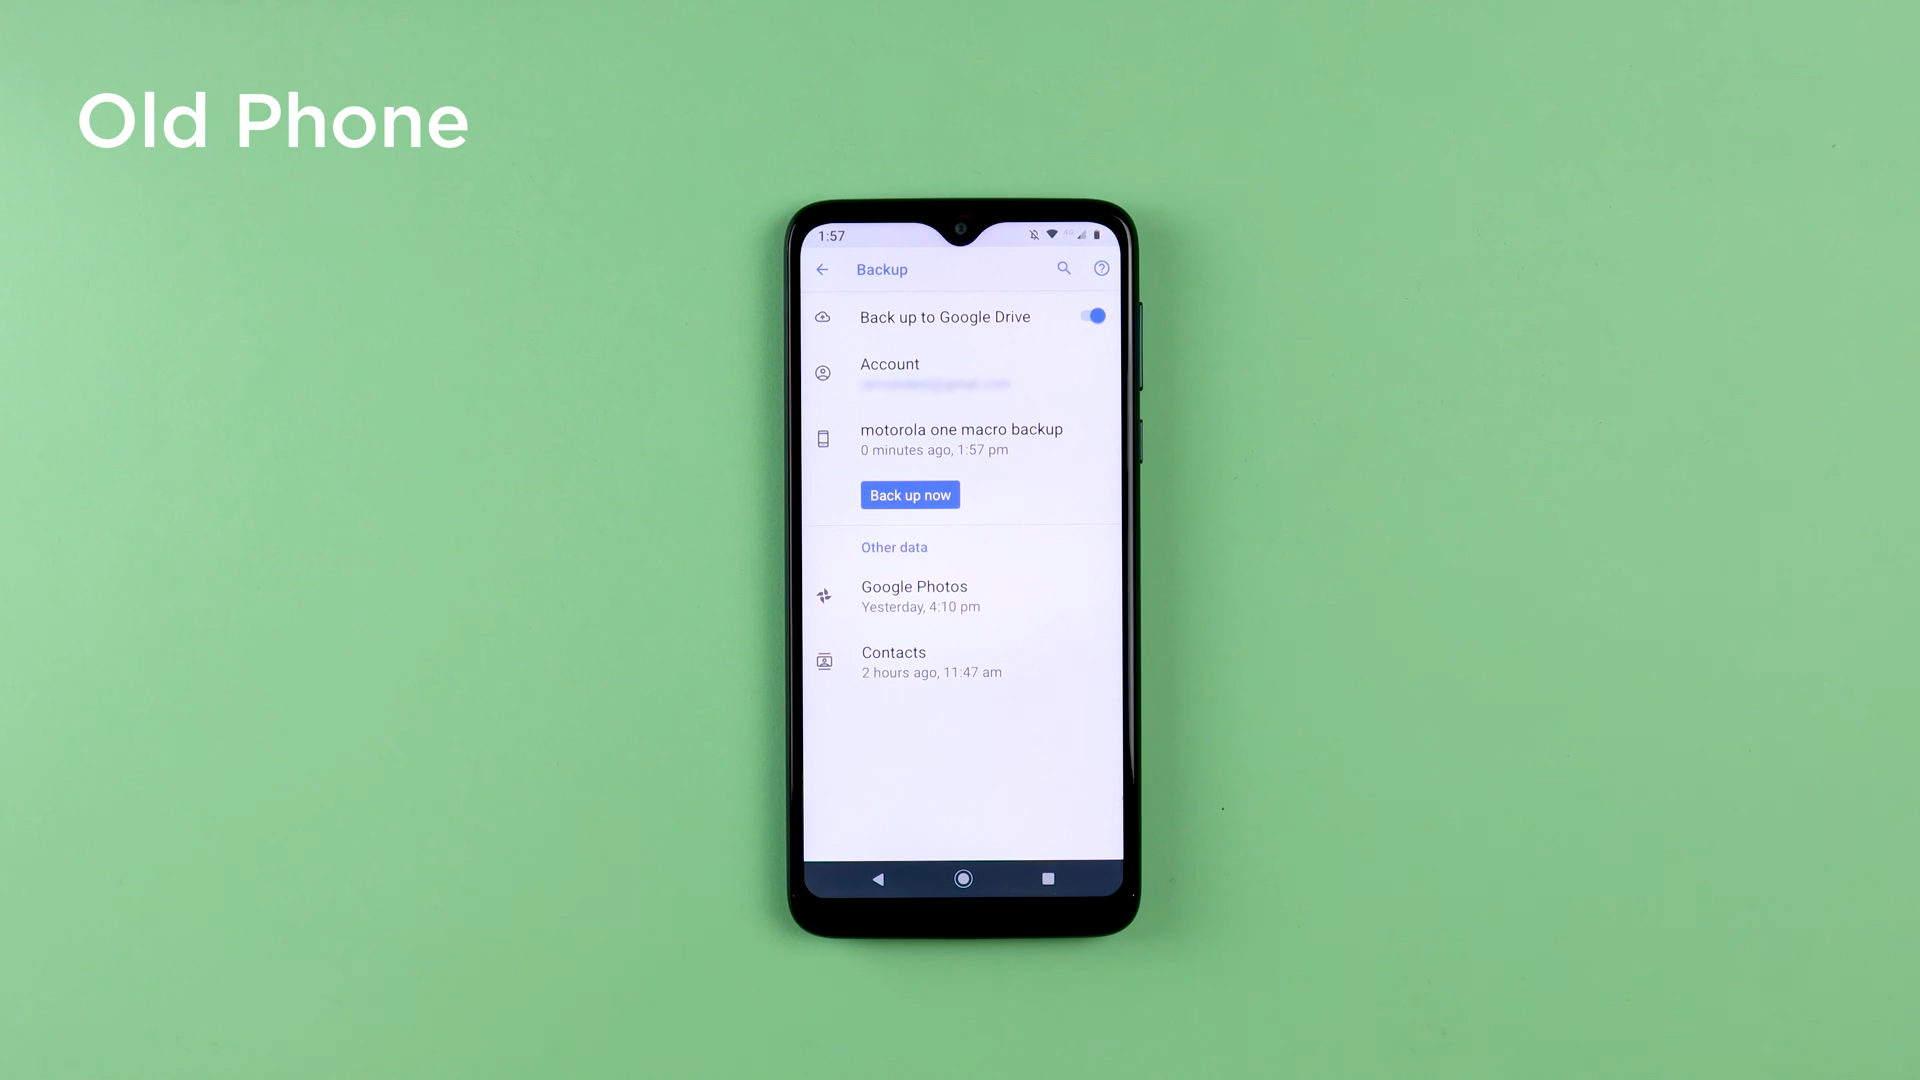 Old Phone
1:57
4G
Backup
Back up to Google Drive
Account
motorola one macro backup
0 minutes ago, 1:57 pm
Back up now
Other data
Google Photos
Yesterday, 4:10 pm
Contacts
2 hours ago, 11:47 am